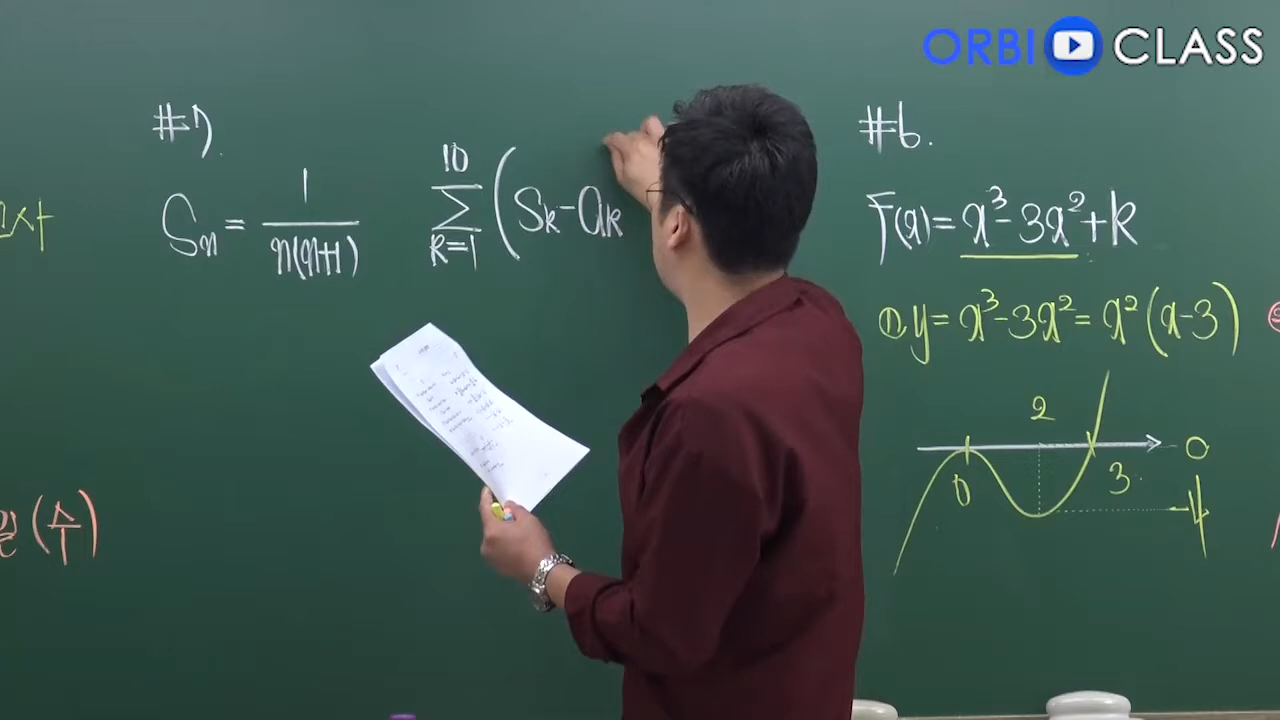 ORBI CLASS
#7.
Sn = 1/n(n+1)
10 Σ k=1 (Sk-ak
#6.
f(x)=x³-3x²+k
① y=x³-3x²=x²(x-3)
2
0
0
3
-4